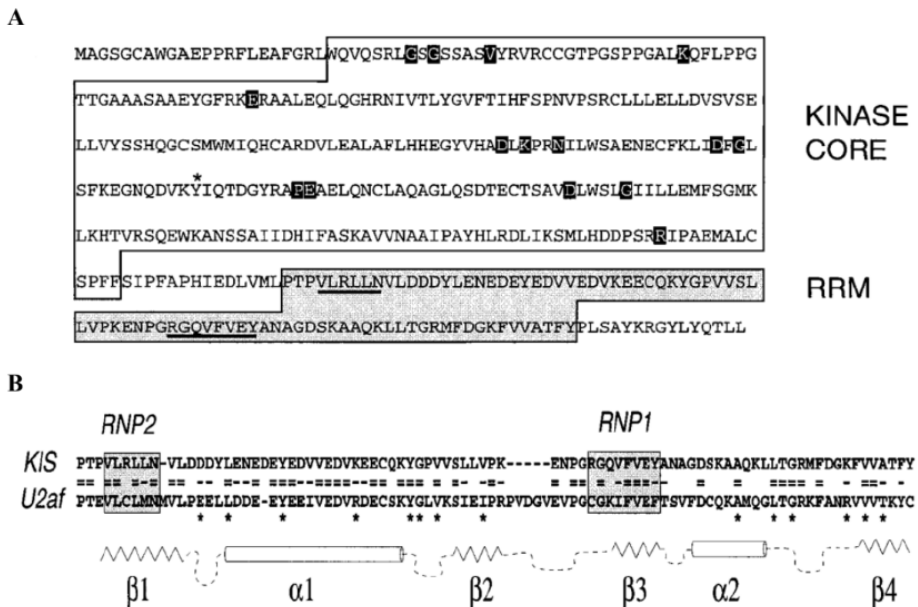 A
MAGSGCAWGAEPPRFLEAFGRLWQVQSRLGSGSSASVYRVRCCGTPGSPPGALKQFLPPG
TTGAAASAAEYGFRKERAALEQLQGHRNIVTLYGVFTIHFSPNVPSRCLLLELLDVSVSE
KINASE
LLVYSSHQGCSMWMIQHCARDVLEALAFLHHEGYVHADLKPRNILWSAENECFKLIDFGL
CORE
*
SFKEGNQDVKYIQTDGYRAPEAELQNCLAQAGLQSDTECTSAVDLWSLGIILLEMFSGMK
LKHTVRSQEWKANSSAIIDHIFASKAVVNAAIPAYHLRDLIKSMLHDDPSRRIPAEMALC
SPFFSIPFAPHIEDLVMLPTPVLRLLNVLDDDYLENEDEYEDVVEDVKEECQKYGPVVSL
RRM
LVPKENPGRGQVFVEYANAGDSKAAQKLLTGRMFDGKFVVATFYPLSAYKRGYLYQTLL
B
RNP2 RNP1
KIS PTPVLRLLN-VLDDDYLENEDEYEDVVEDVKEECQKYGPVVSLLVPK-----ENPGRGQVFVEYANAGDSKAAQKLLTGRMFDGKFVVATFY
U2af PTEVLCLMNMVLPEELLDDE-EYEEIVEDVRDECSKYGLVKSIEIPRPVDGVEVPGCGKIFVEFTSVFDCQKAMQGLTGRKFANRVVVTKYC
* * * * * * * * * * * * * *
β1 α1 β2 β3 α2 β4